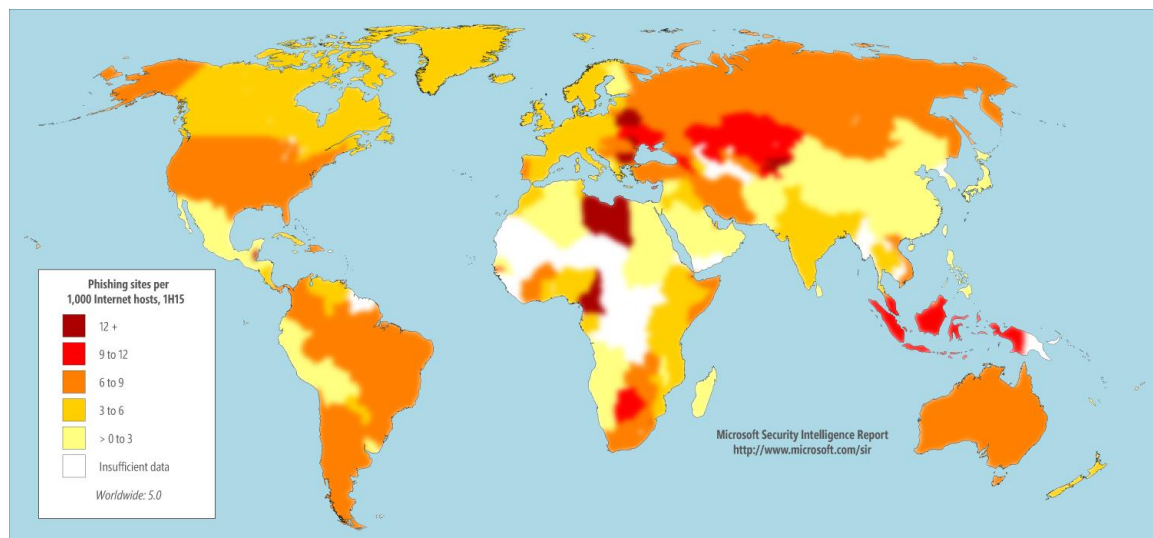 Phishing sites per
1,000 Internet hosts, 1H15
12 +
9 to 12
6 to 9
3 to 6
> 0 to 3
Insufficient data
Worldwide: 5.0
Microsoft Security Intelligence Report
http://www.microsoft.com/sir